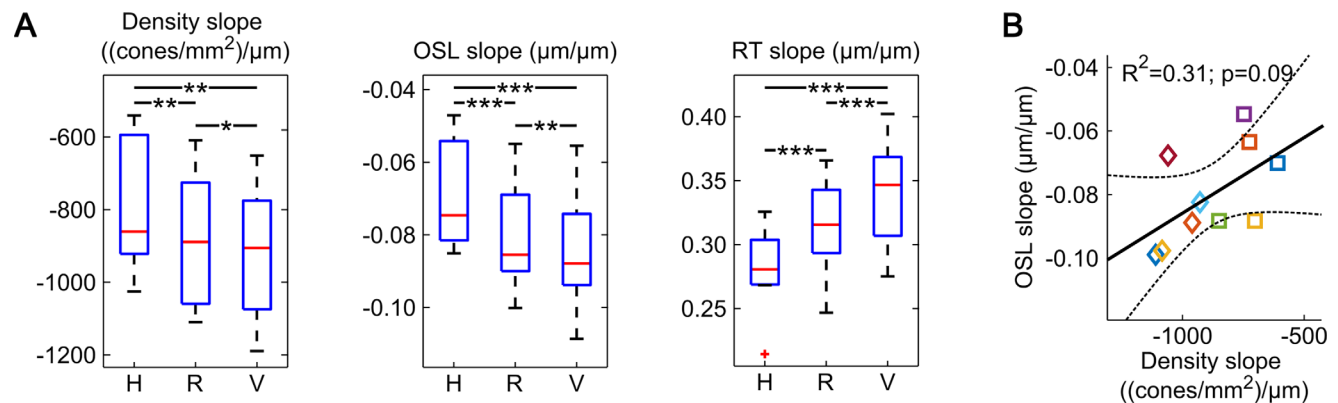 A
Density slope
((cones/mm²)/µm)
-600
-800
-1000
-1200
**
**
*
H R V
OSL slope (µm/µm)
-0.04
-0.06
-0.08
-0.10
***
***
**
H R V
RT slope (µm/µm)
0.40
0.35
0.30
0.25
***
***
***
H R V
B
R²=0.31; p=0.09
OSL slope (µm/µm)
-0.04
-0.06
-0.08
-0.10
-1000 -500
Density slope
((cones/mm²)/µm)